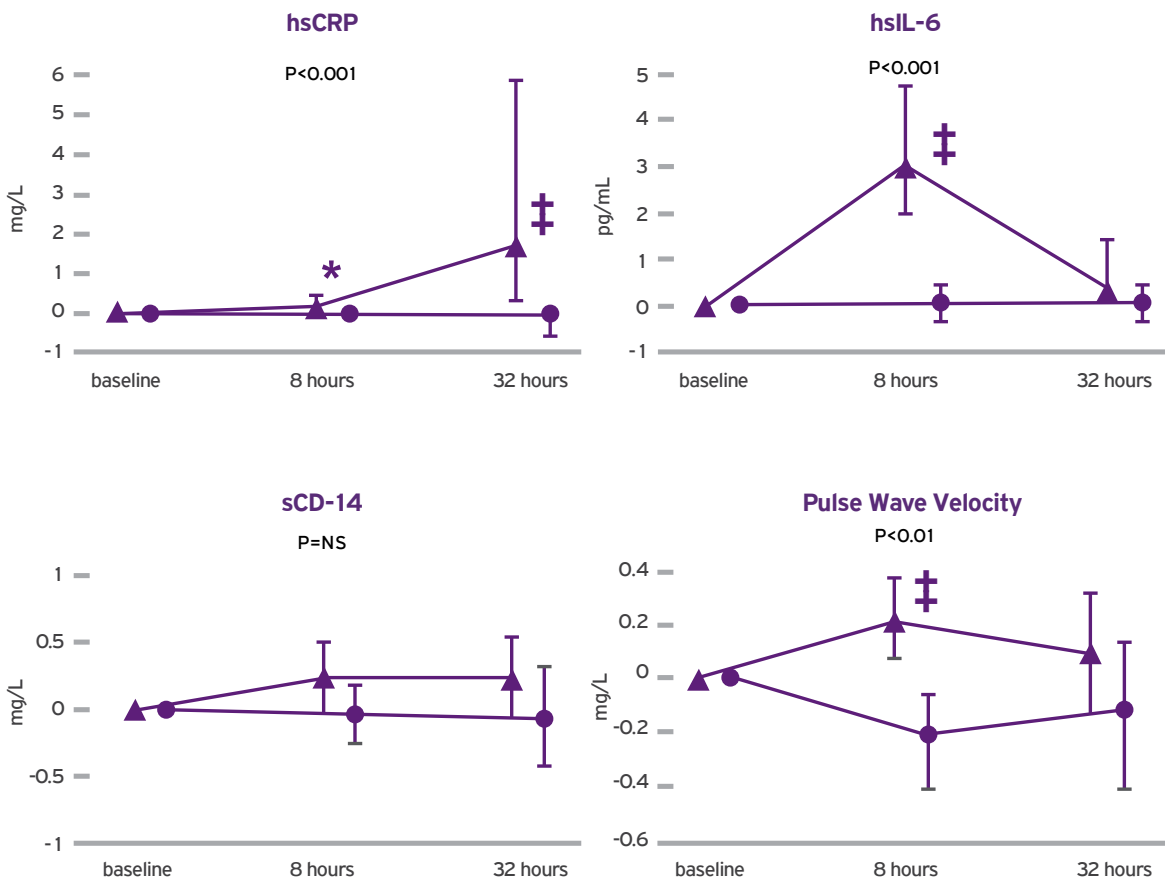 hsCRP
P<0.001
6
5
4
3
2
1
0
-1
mg/L
*
‡
baseline 8 hours 32 hours
hsIL-6
P<0.001
5
4
3
2
1
0
-1
pg/mL
‡
baseline 8 hours 32 hours
sCD-14
P=NS
1
0.5
0
-0.5
-1
mg/L
baseline 8 hours 32 hours
Pulse Wave Velocity
P<0.01
0.4
0.2
0
-0.2
-0.4
-0.6
mg/L
‡
baseline 8 hours 32 hours